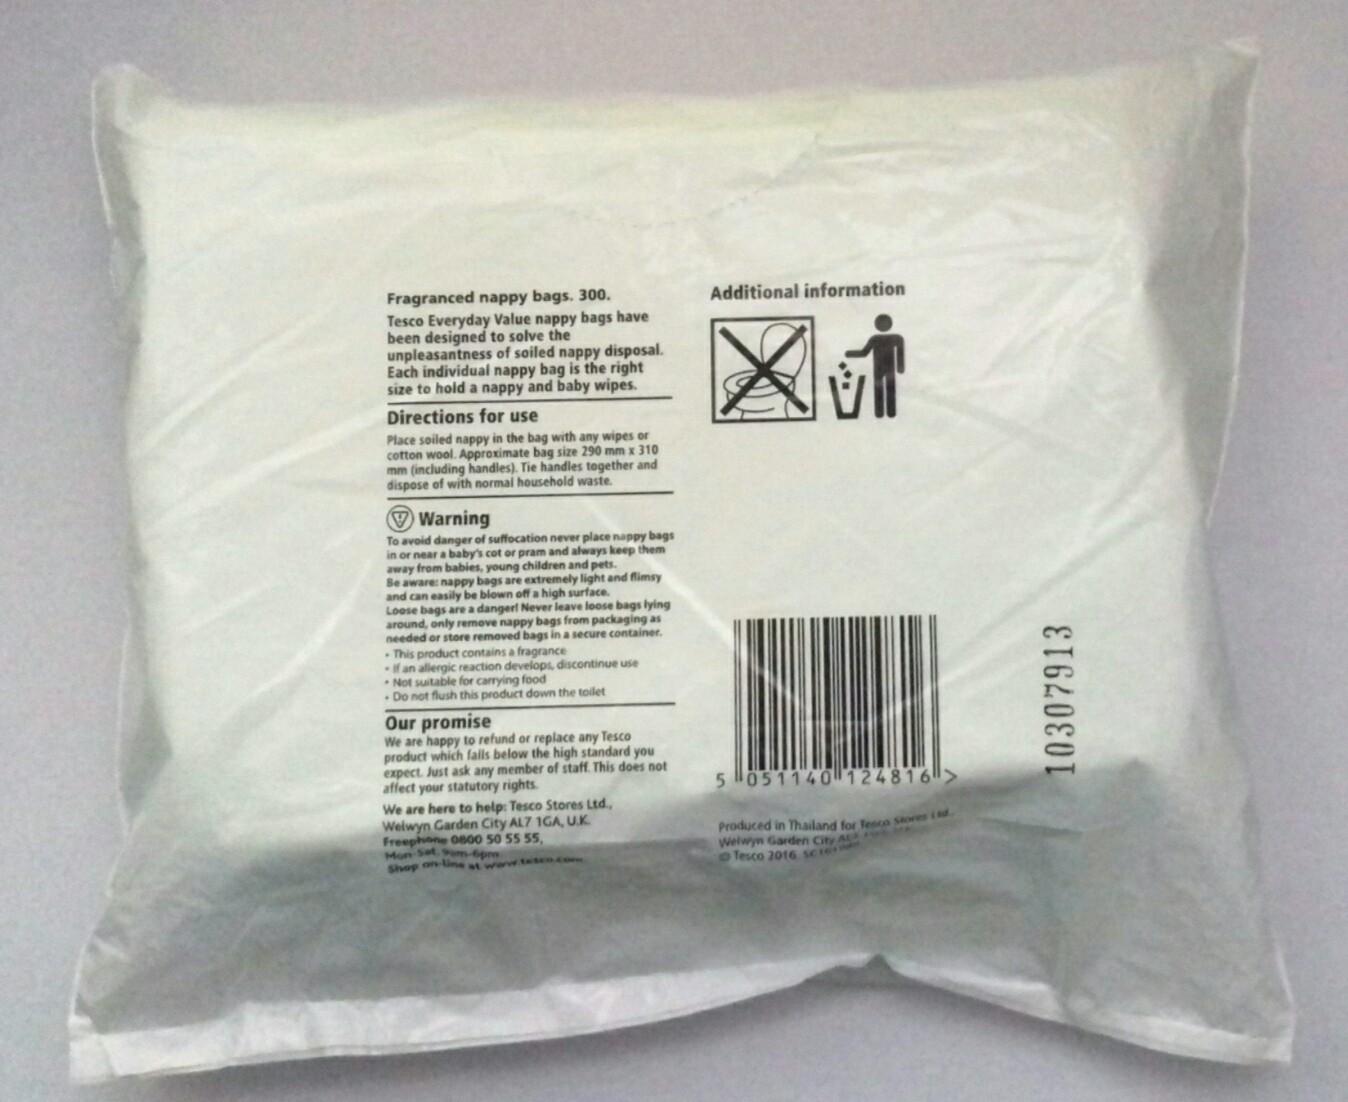 Fragranced nappy bags. 300.
Tesco Everyday Value nappy bags have
been designed to solve the
unpleasantness of soiled nappy disposal.
Each individual nappy bag is the right
size to hold a nappy and baby wipes.
Directions for use
Place soiled nappy in the bag with any wipes or
cotton wool. Approximate bag size 290 mm x 310
mm (including handles). Tie handles together and
dispose of with normal household waste.
Warning
To avoid danger of suffocation never place nappy bags
in or near a baby's cot or pram and always keep them
away from babies, young children and pets.
Be aware: nappy bags are extremely light and flimsy
and can easily be blown off a high surface.
Loose bags are a danger! Never leave loose bags lying
around, only remove nappy bags from packaging as
needed or store removed bags in a secure container.
• This product contains a fragrance
• If an allergic reaction develops, discontinue use
• Not suitable for carrying food
• Do not flush this product down the toilet
Our promise
We are happy to refund or replace any Tesco
product which falls below the high standard you
expect. Just ask any member of staff. This does not
affect your statutory rights.
We are here to help: Tesco Stores Ltd.,
Welwyn Garden City AL7 1GA, U.K.
Freephone 0800 50 55 55,
Mon-Sat. 9am-6pm
Shop on-line at www.tesco.com
Additional information
5 051140 124816 >
Produced in Thailand for Tesco Stores Ltd.,
Welwyn Garden City
© Tesco 2016.
10307913